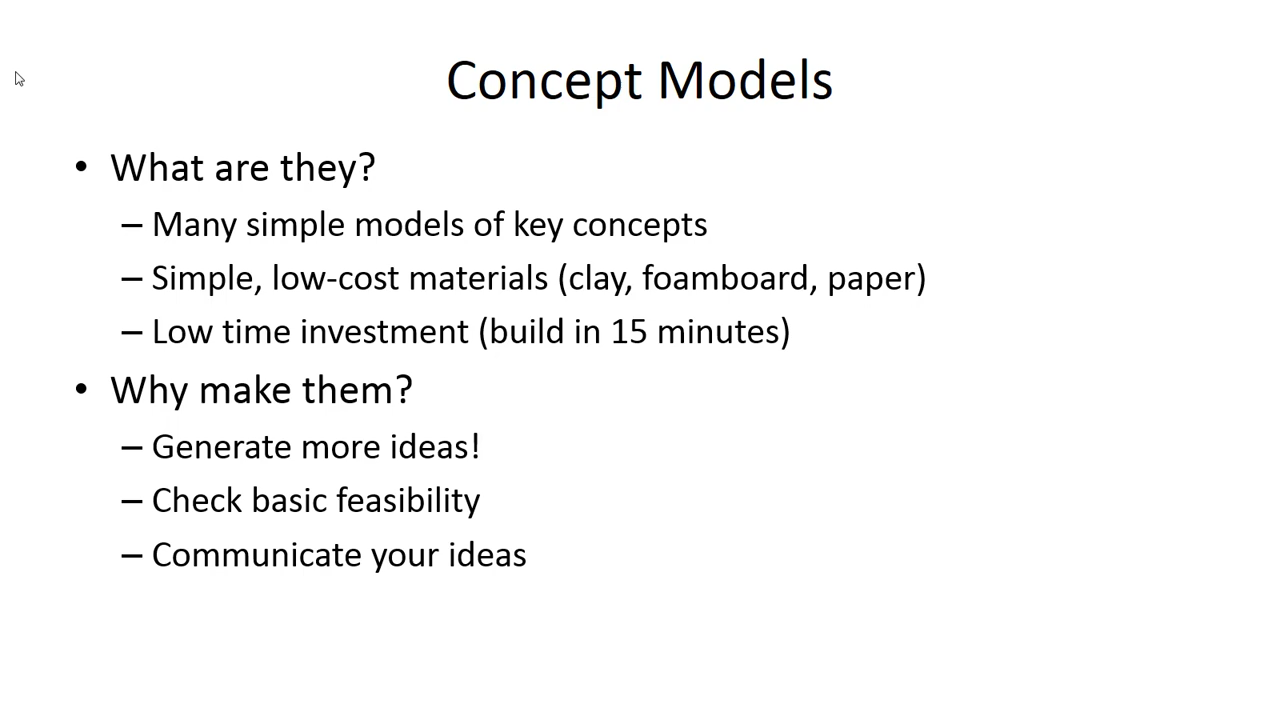 Concept Models
• What are they?
– Many simple models of key concepts
– Simple, low-cost materials (clay, foamboard, paper)
– Low time investment (build in 15 minutes)
• Why make them?
– Generate more ideas!
– Check basic feasibility
– Communicate your ideas